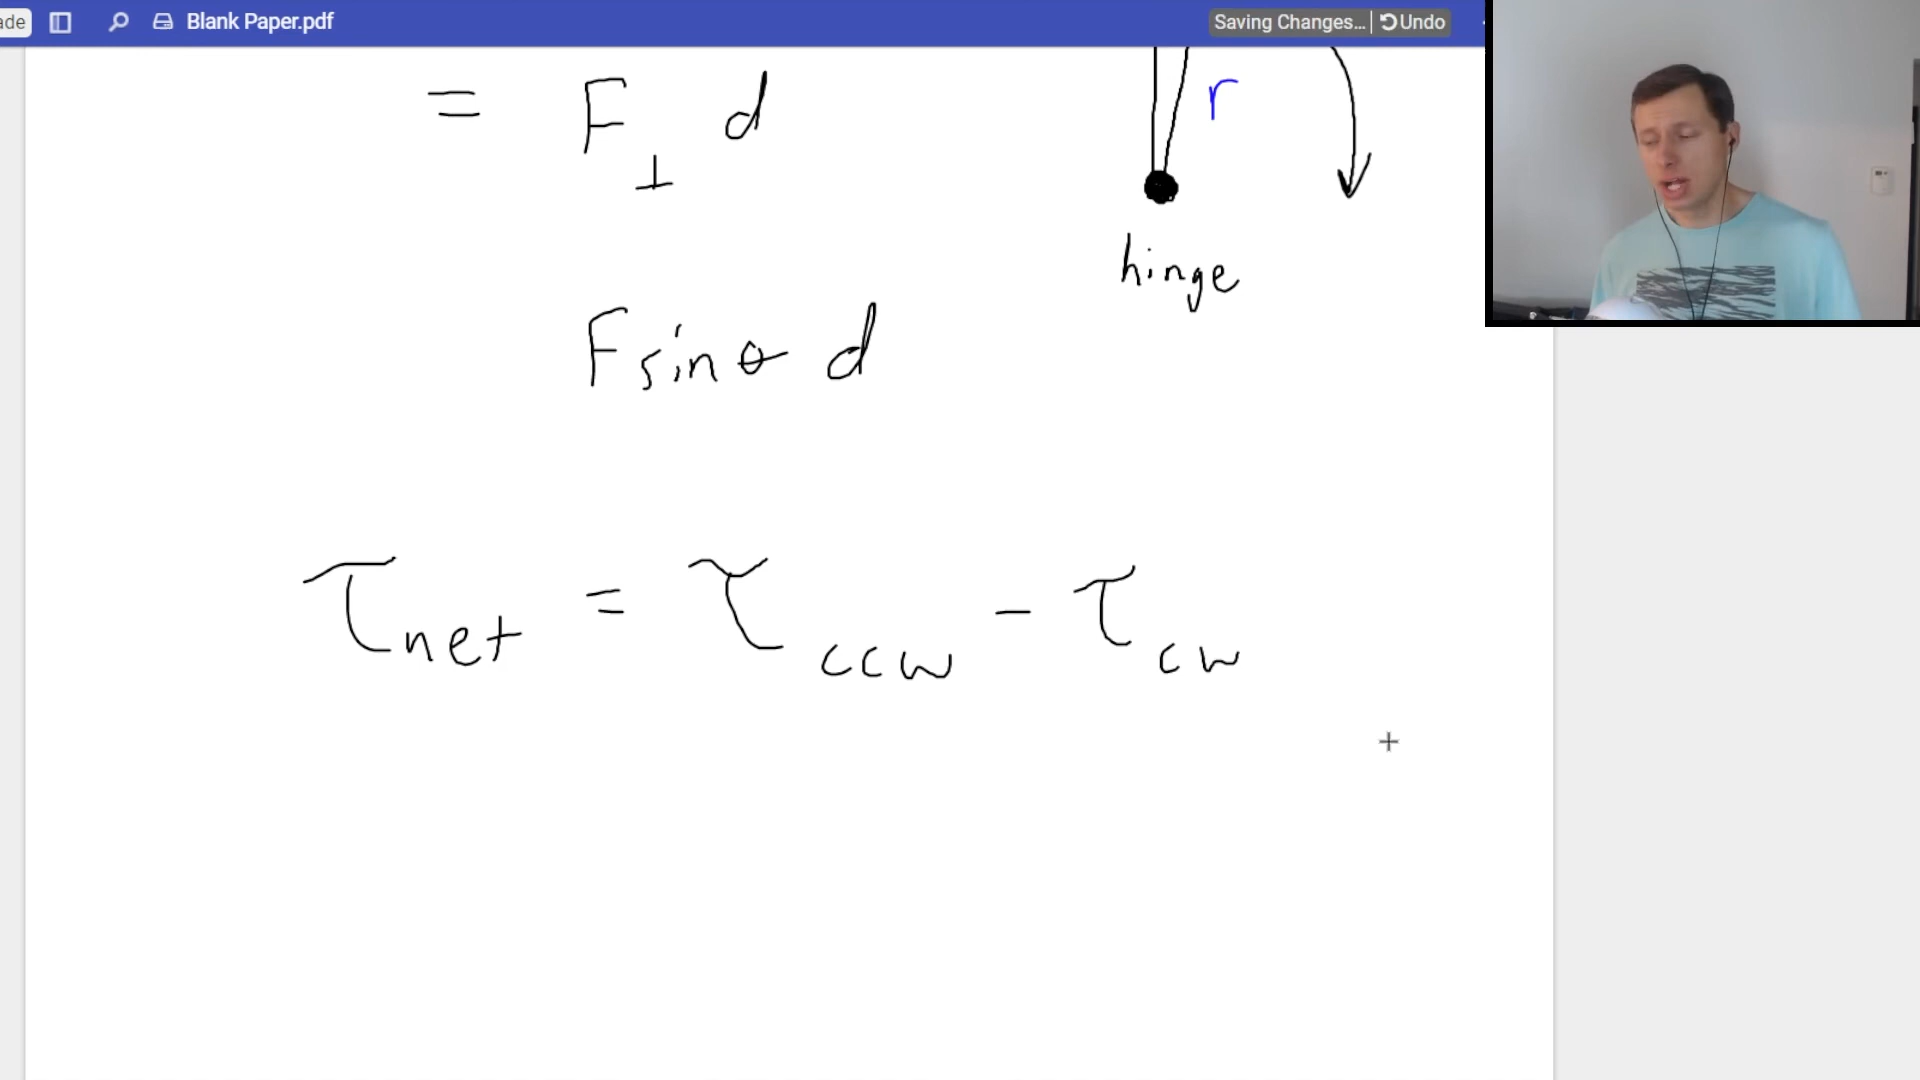 ade Blank Paper.pdf Saving Changes... | Undo
= F⊥ d
r
hinge
F sin θ d
τnet = τccw - τcw